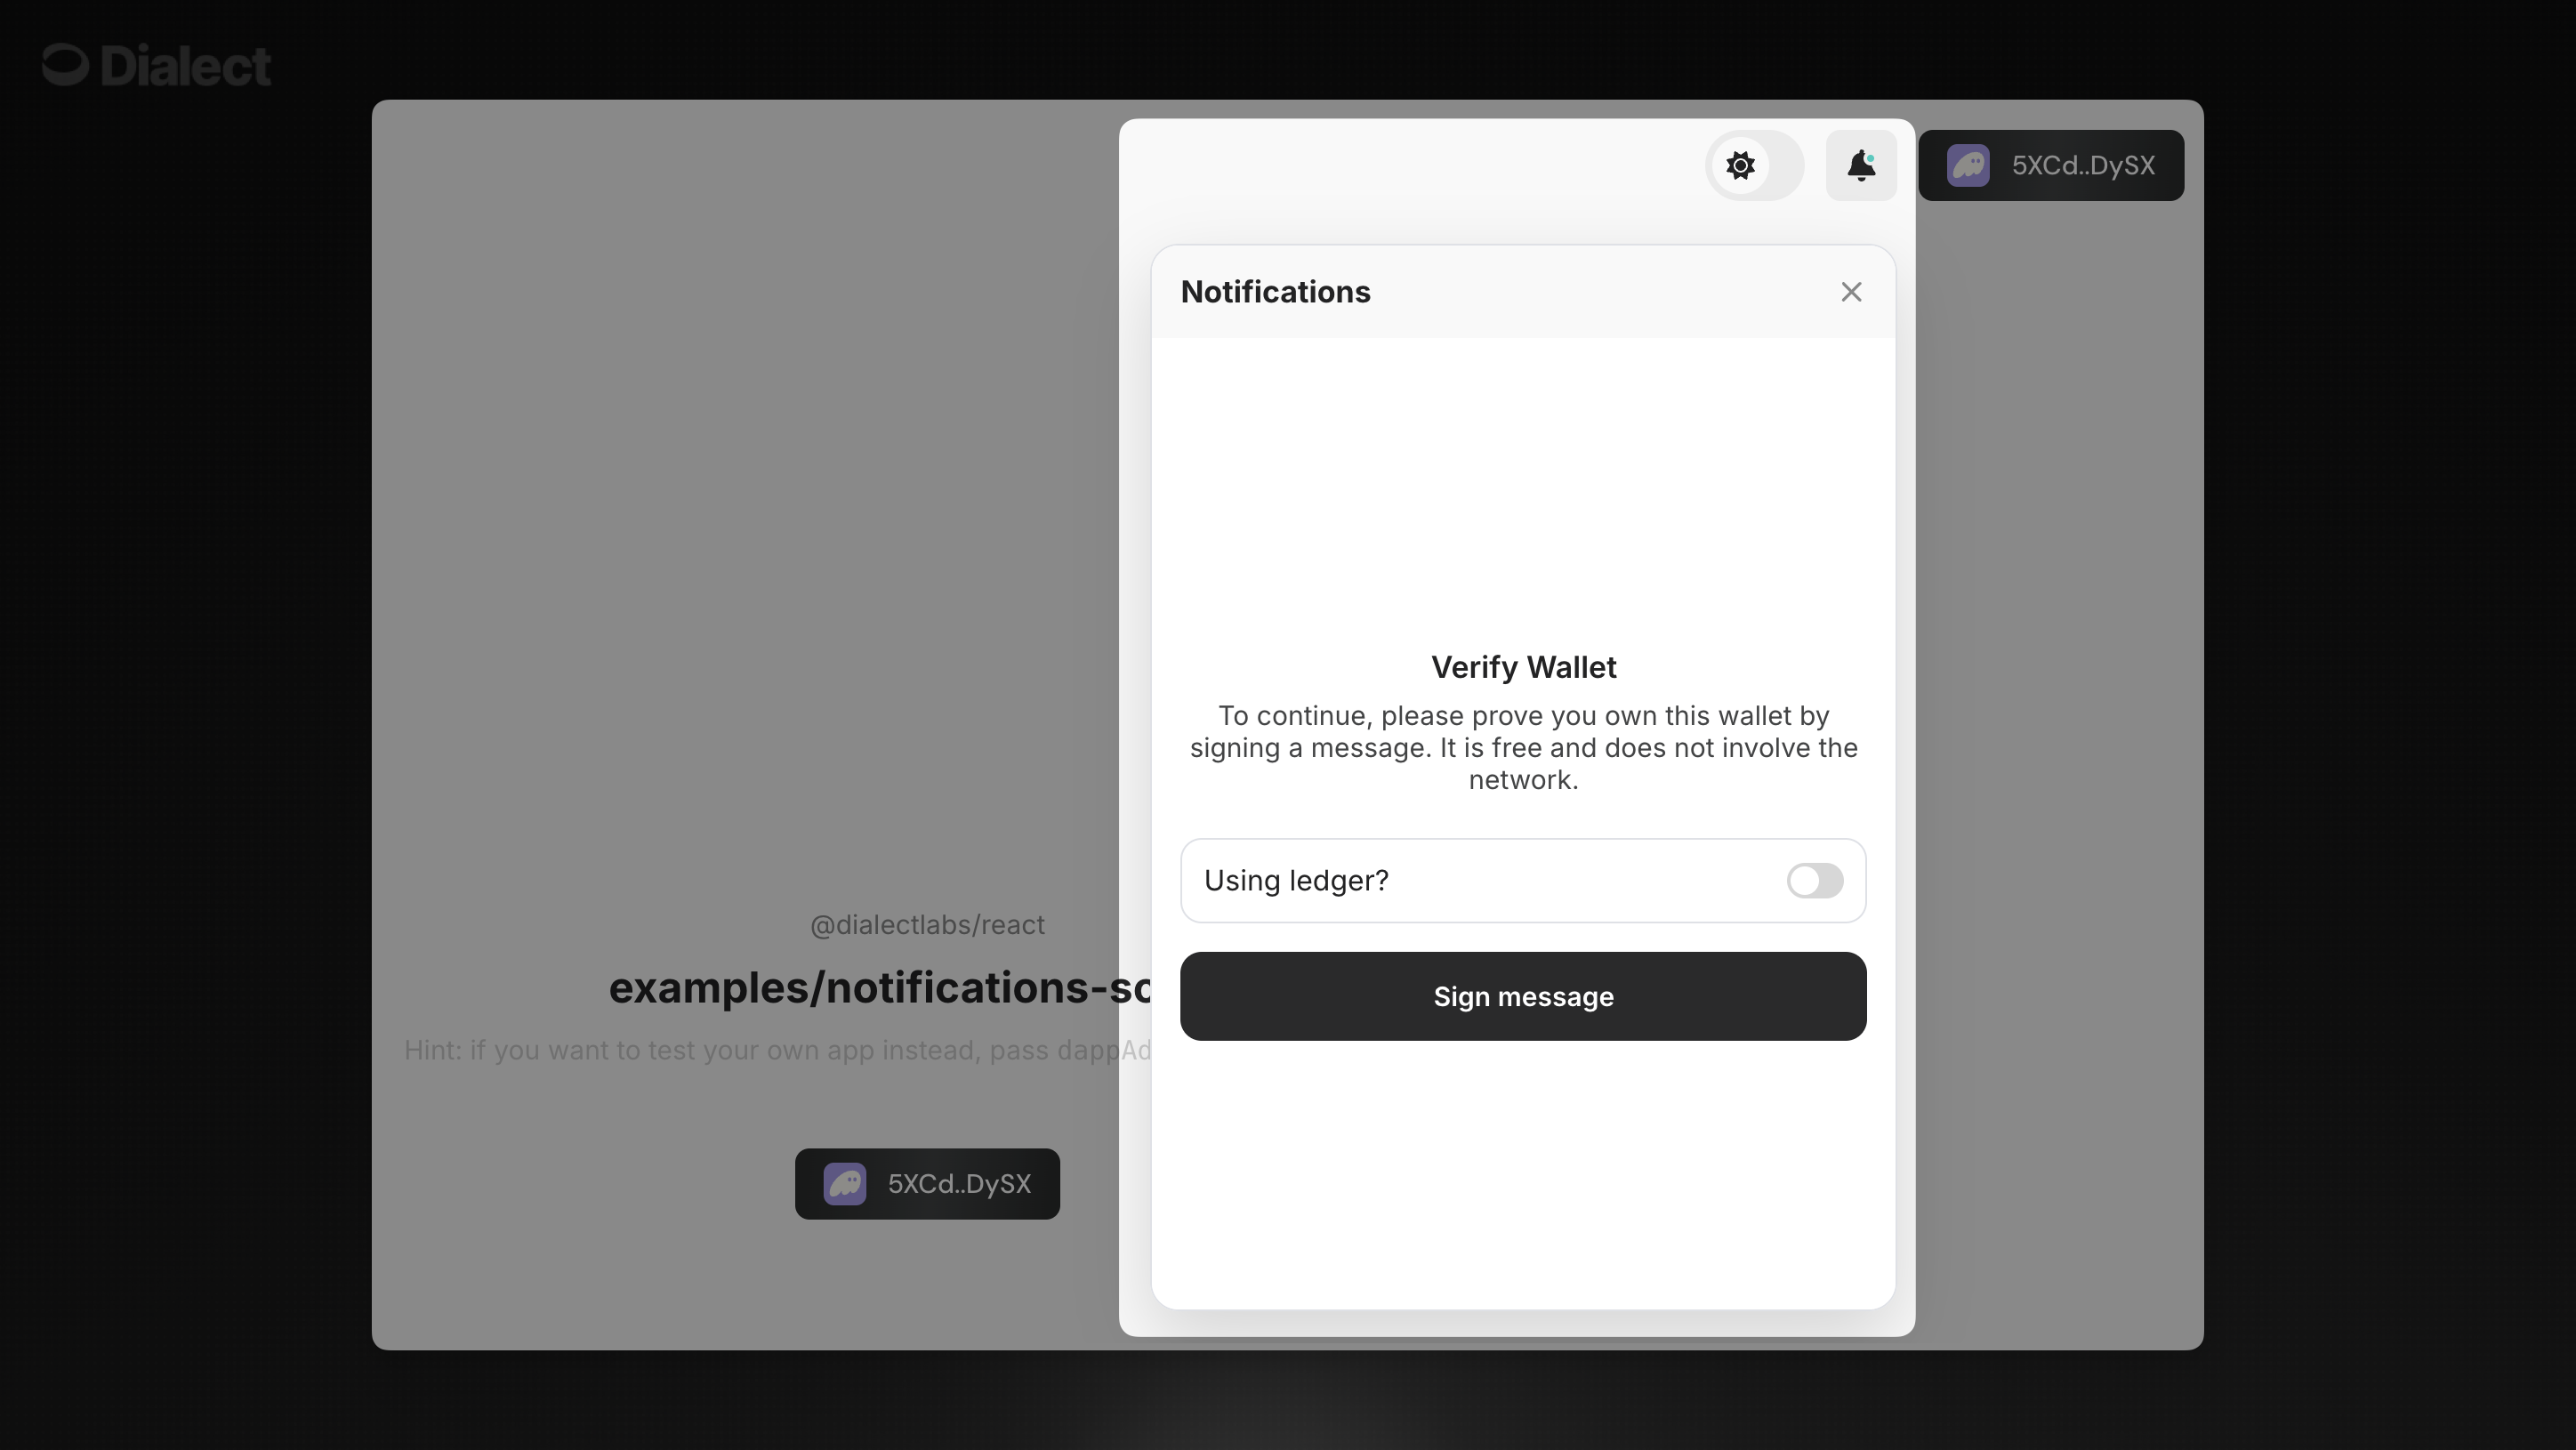 Dialect
5XCd..DySX
Notifications
Verify Wallet
To continue, please prove you own this wallet by
signing a message. It is free and does not involve the
network.
Using ledger?
Sign message
@dialectlabs/react
examples/notifications-so
Hint: if you want to test your own app instead, pass dappAd
5XCd..DySX